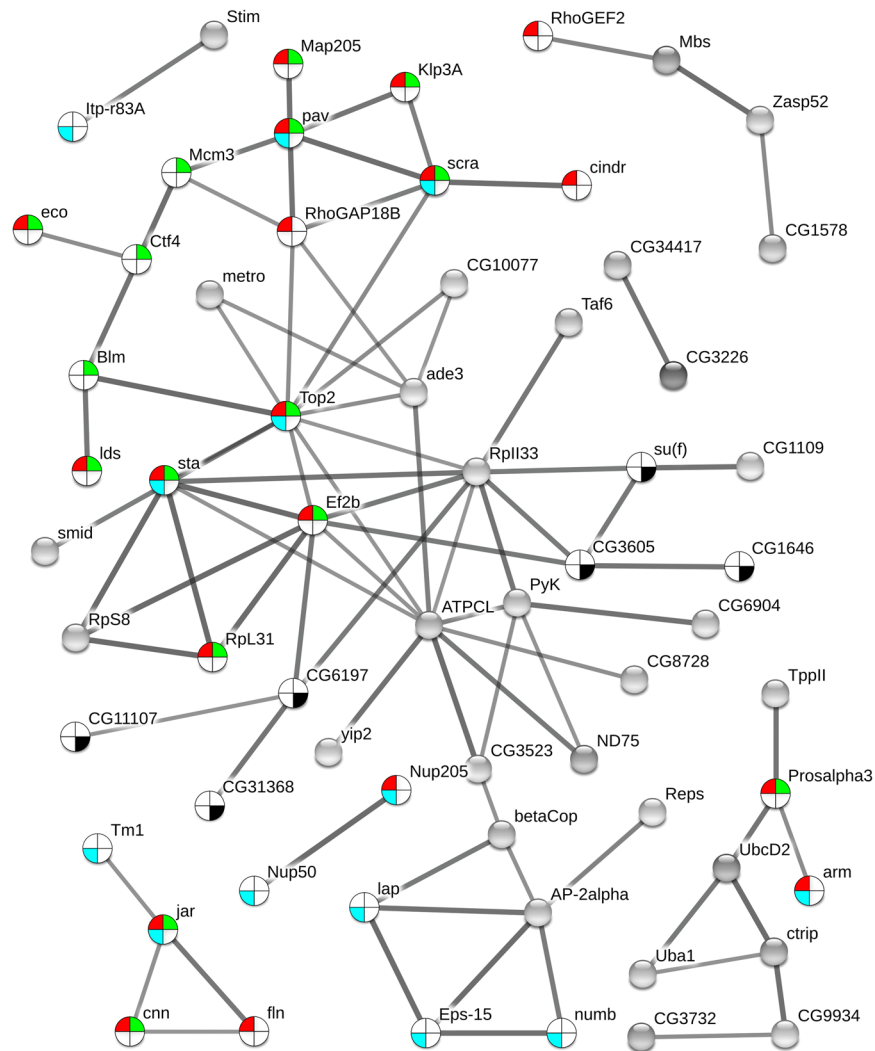 Stim
RhoGEF2
Map205
Mbs
Klp3A
Itp-r83A
pav
Zasp52
Mcm3
scra
cindr
eco
RhoGAP18B
CG1578
Ctf4
CG34417
metro
CG10077
Taf6
Blm
CG3226
ade3
Top2
lds
sta
RpII33
su(f)
CG1109
Ef2b
smid
CG3605
CG1646
PyK
ATPCL
RpS8
CG6904
RpL31
CG6197
CG8728
TppII
CG11107
yip2
CG3523
ND75
Nup205
Prosalpha3
CG31368
Reps
betaCop
Tm1
UbcD2
Nup50
lap
arm
AP-2alpha
jar
ctrip
Uba1
cnn
fln
Eps-15
numb
CG3732
CG9934